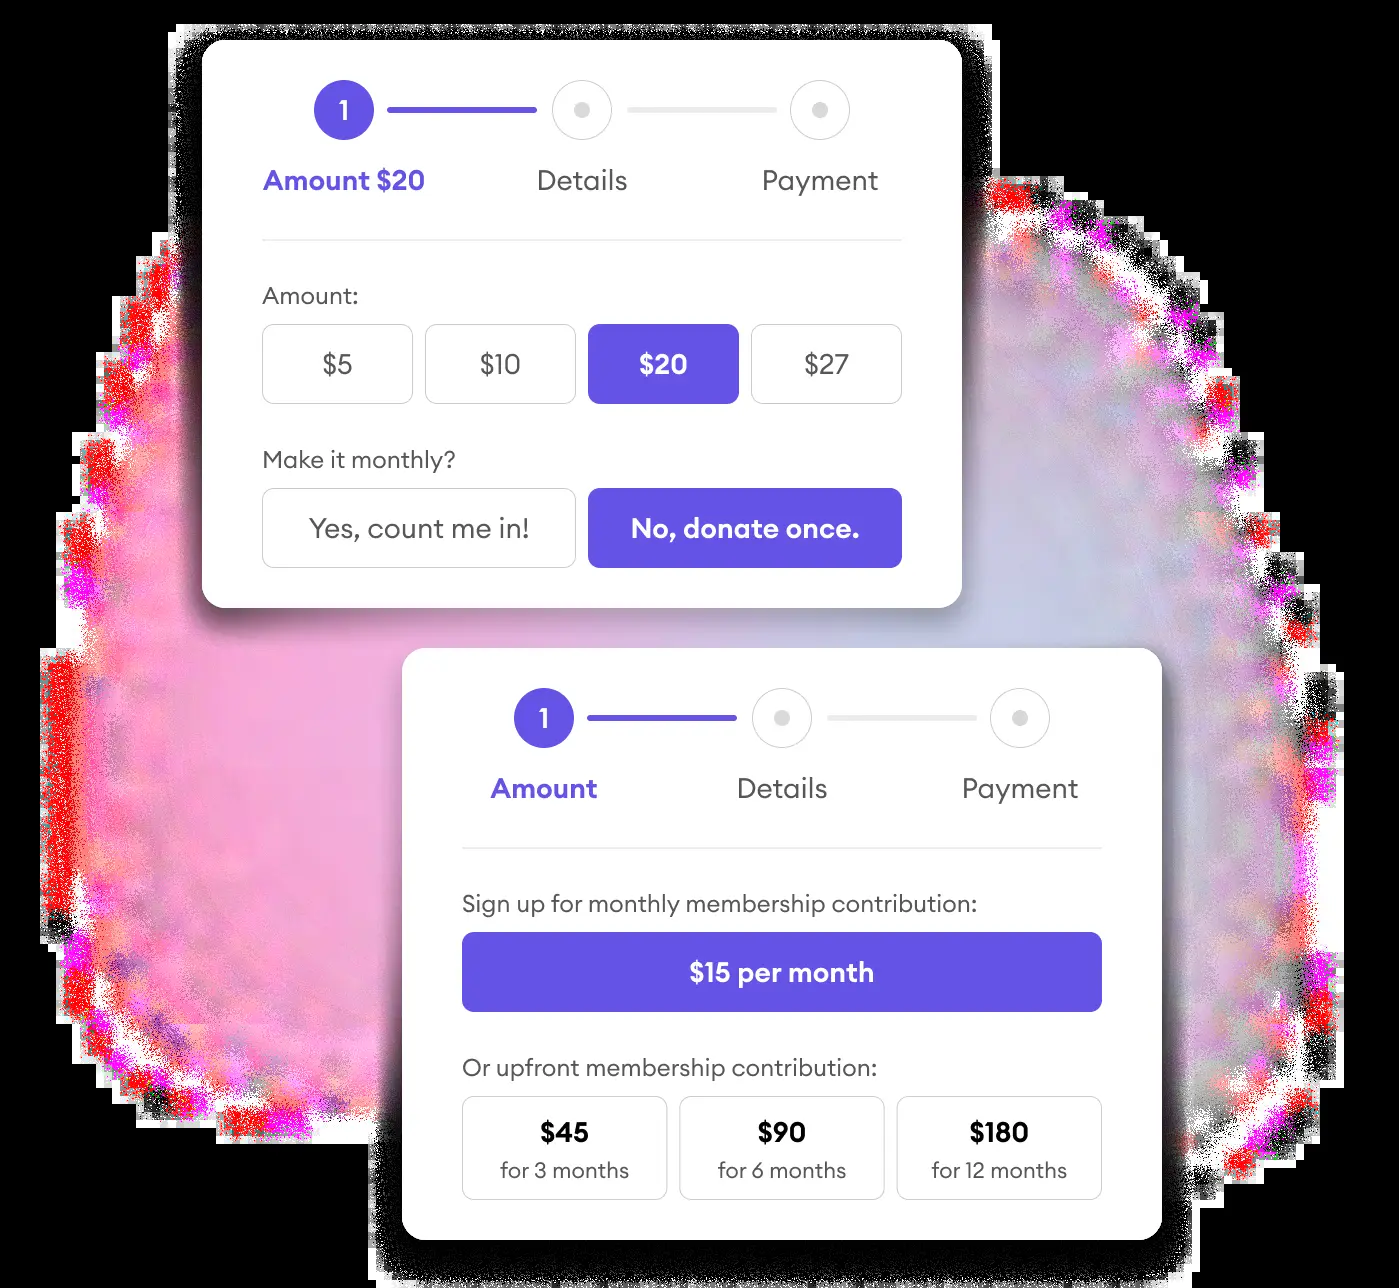 1
Amount $20 Details Payment
Amount:
$5 $10 $20 $27
Make it monthly?
Yes, count me in! No, donate once.
1
Amount Details Payment
Sign up for monthly membership contribution:
$15 per month
Or upfront membership contribution:
$45 $90 $180
for 3 months for 6 months for 12 months